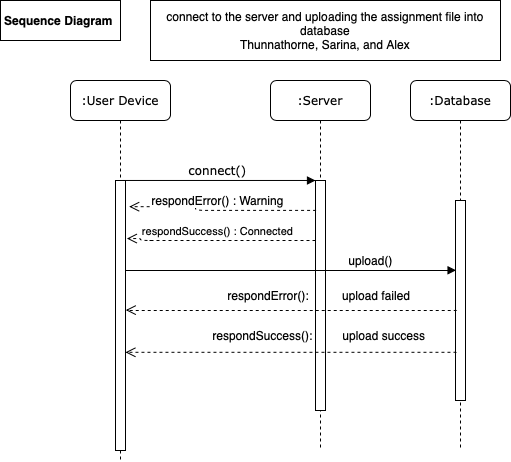 Sequence Diagram
connect to the server and uploading the assignment file into
database
Thunnathorne, Sarina, and Alex
:User Device
:Server
:Database
connect()
respondError() : Warning
respondSuccess() : Connected
upload()
respondError(): upload failed
respondSuccess(): upload success